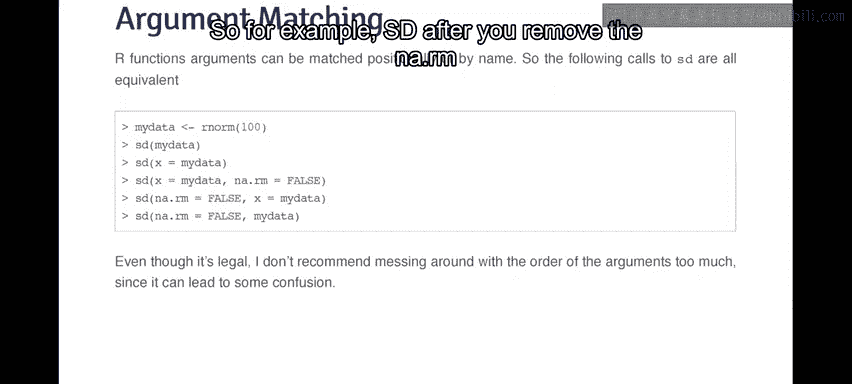 Argument Matching
So for example, SD after you remove the
na.rm
R functions arguments can be matched by name. So the following calls to sd are all
equivalent
> mydata <- rnorm(100)
> sd(mydata)
> sd(x = mydata)
> sd(x = mydata, na.rm = FALSE)
> sd(na.rm = FALSE, x = mydata)
> sd(na.rm = FALSE, mydata)
Even though it's legal, I don't recommend messing around with the order of the arguments too much,
since it can lead to some confusion.